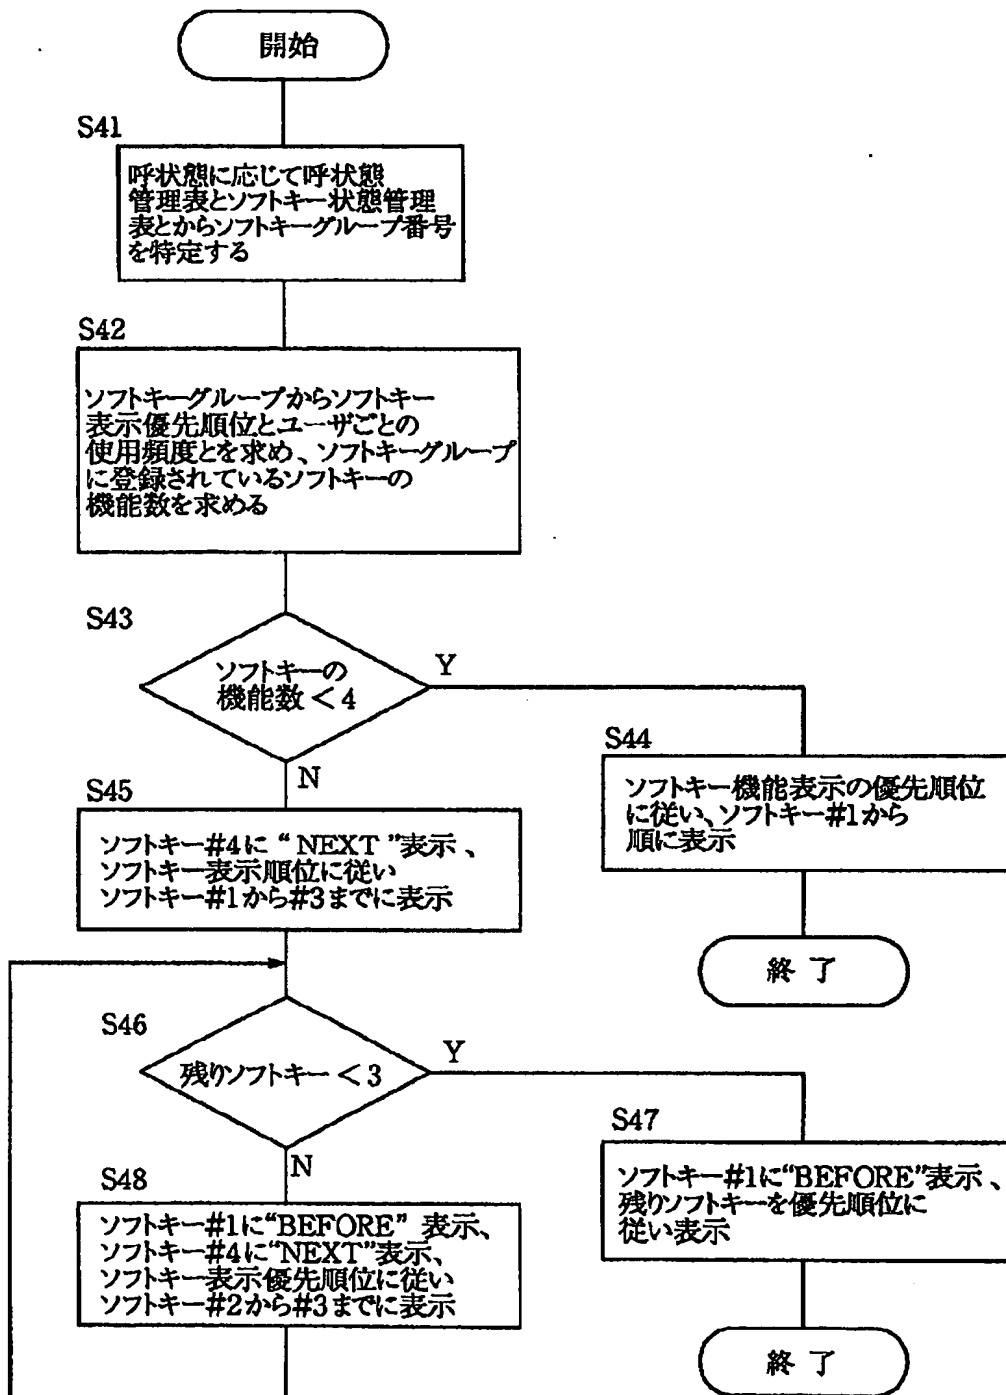 開始
S41
呼状態に応じて呼状態
管理表とソフトキー状態管理
表とからソフトキーグループ番号
を特定する
S42
ソフトキーグループからソフトキー
表示優先順位とユーザごとの
使用頻度とを求め、ソフトキーグループ
に登録されているソフトキーの
機能数を求める
S43
ソフトキーの
機能数 < 4
Y
N
S44
ソフトキー機能表示の優先順位
に従い、ソフトキー#1から
順に表示
終 了
S45
ソフトキー#4に “ NEXT ”表示 、
ソフトキー表示順位に従い
ソフトキー#1から#3までに表示
S46
残りソフトキー < 3
Y
N
S47
ソフトキー#1に“BEFORE”表示 、
残りソフトキーを優先順位に
従い表示
終 了
S48
ソフトキー#1に“BEFORE” 表示、
ソフトキー#4に“NEXT”表示、
ソフトキー表示優先順位に従い
ソフトキー#2から#3までに表示